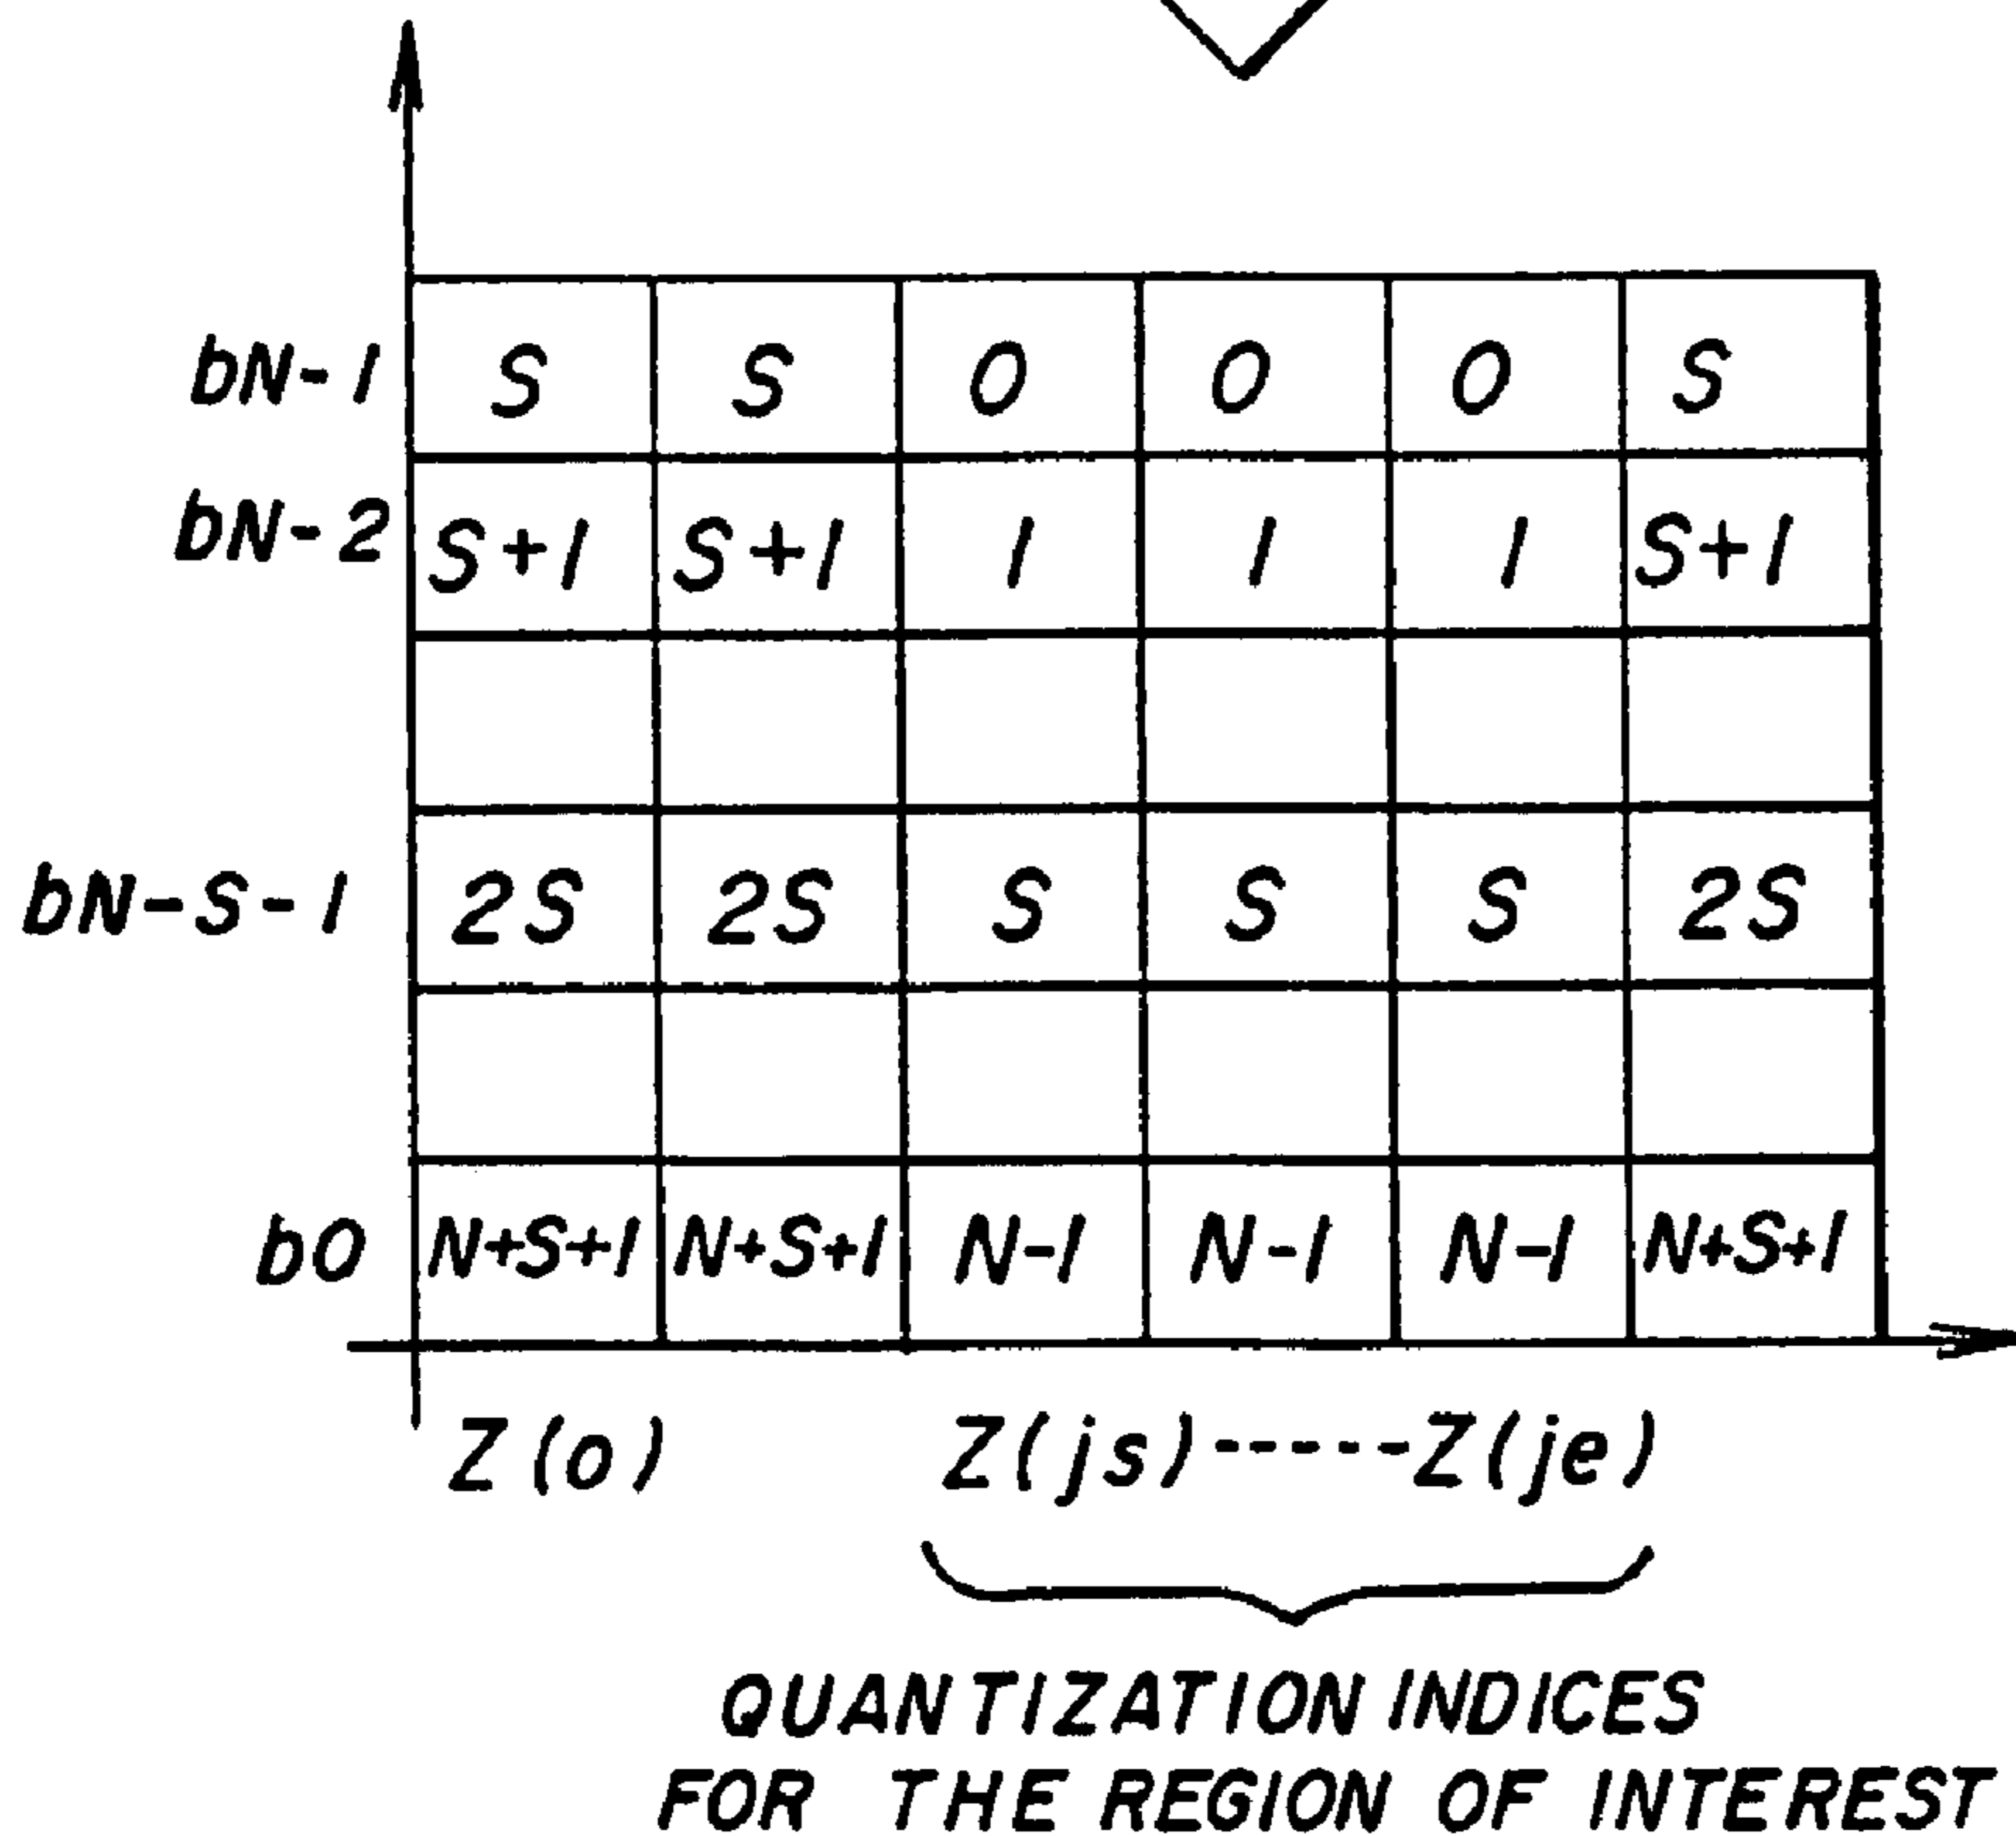 bN-1 S S 0 0 0 S
bN-2 S+1 S+1 1 1 1 S+1
bN-S-1 2S 2S S S S 2S
b0 N+S+1 N+S+1 N-1 N-1 N-1 N+S+1
Z(o) Z(js)------Z(je)
QUANTIZATION INDICES
FOR THE REGION OF INTEREST